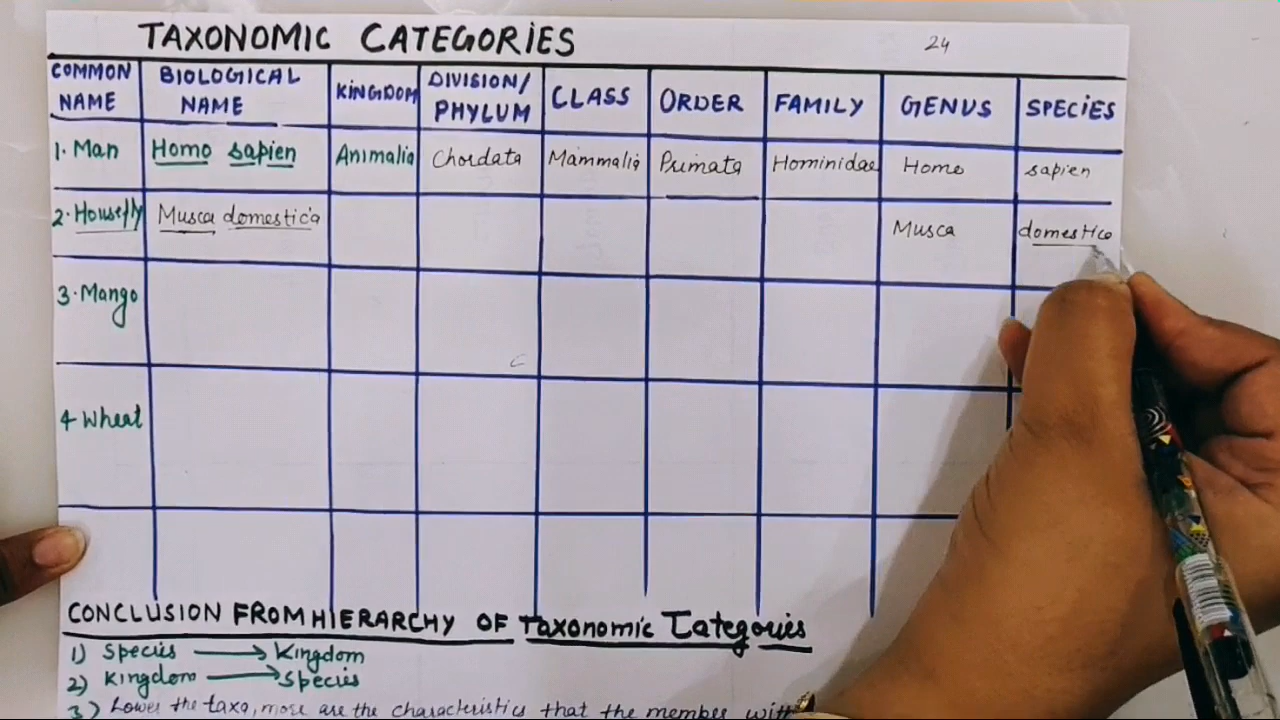 TAXONOMIC CATEGORIES 24
COMMON NAME BIOLOGICAL NAME KINGDOM DIVISION/ PHYLUM CLASS ORDER FAMILY GENUS SPECIES
1. Man Homo sapien Animalia Chordata Mammalia Primata Hominidae Homo sapien
2. Housefly Musca domestica Musca domestica
3. Mango
4 Wheat
CONCLUSION FROM HIERARCHY OF Taxonomic Categories
1) Species → Kingdom
2) Kingdom → Species
3) Lower the taxa, more are the characteristics that the member